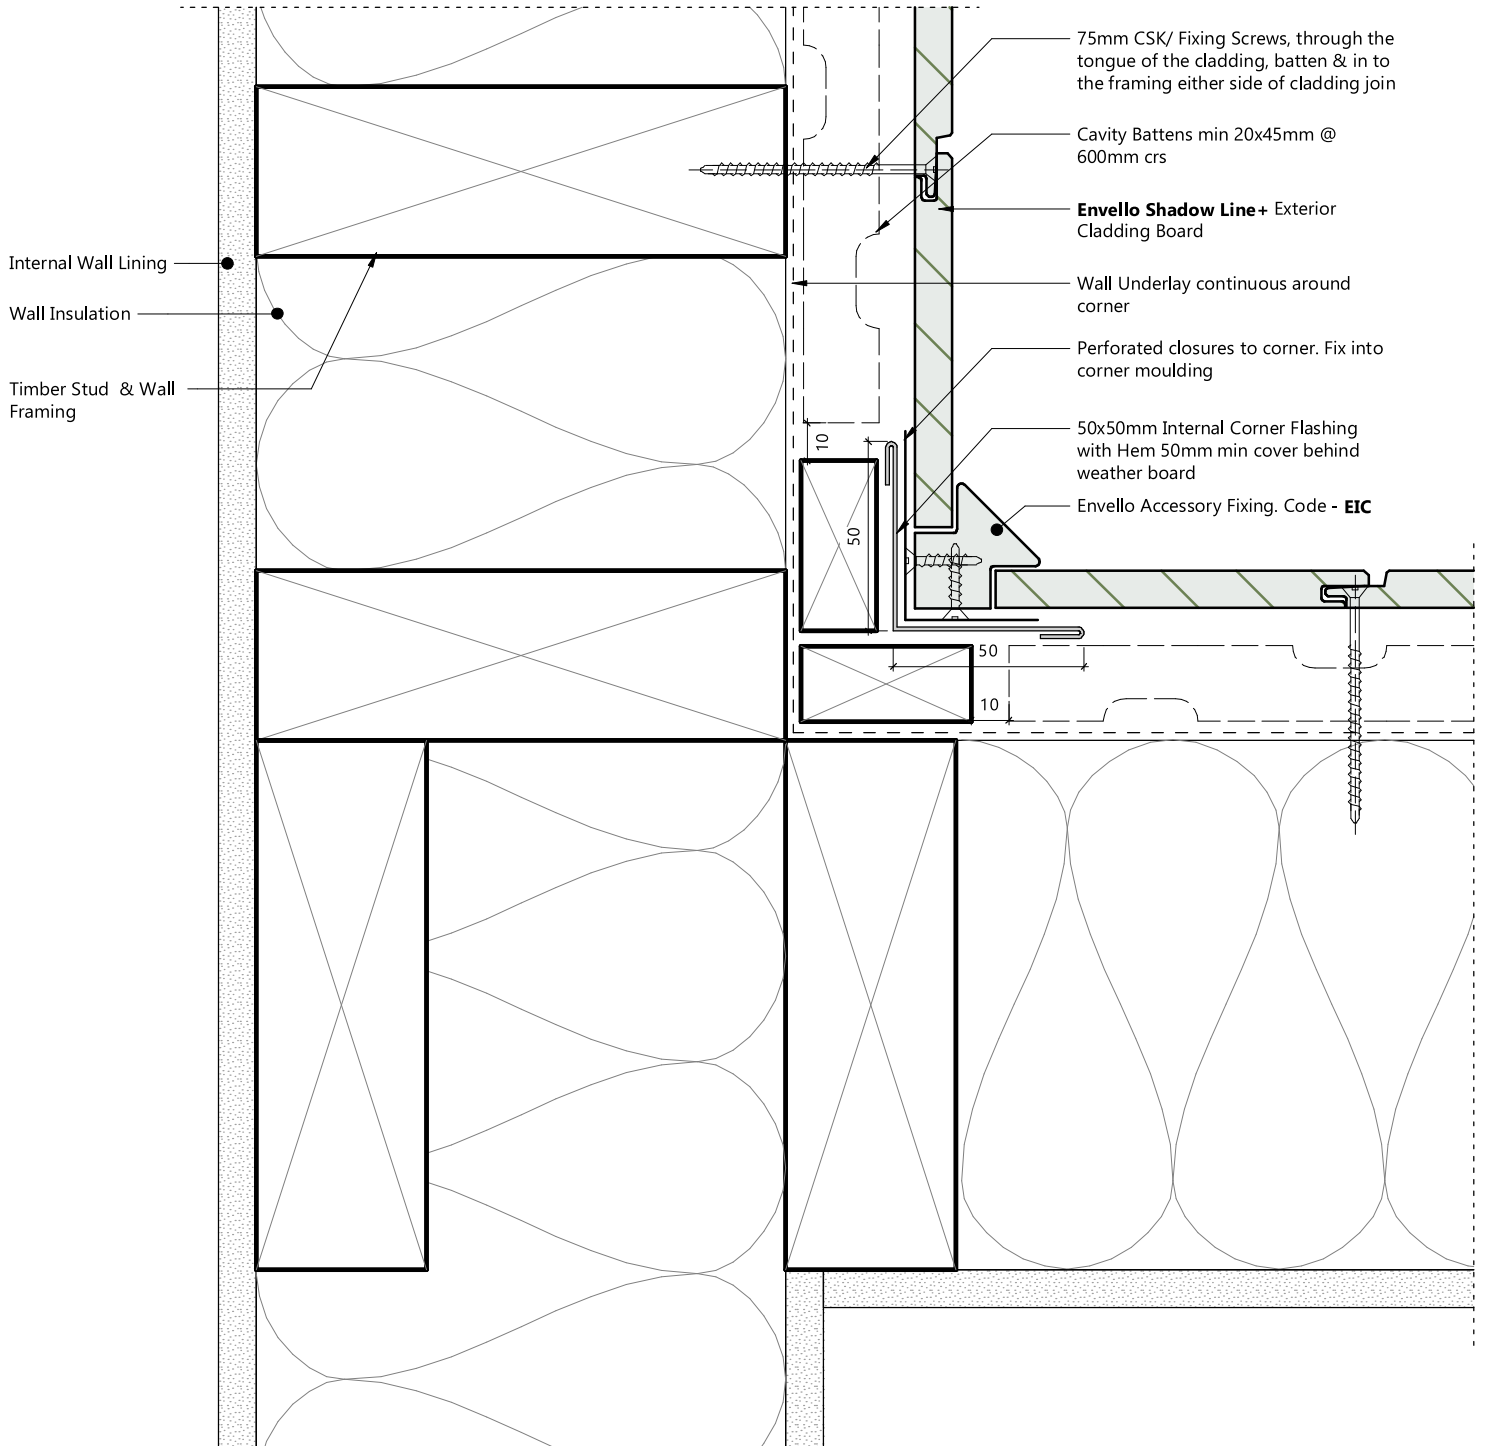 75mm CSK/ Fixing Screws, through the
tongue of the cladding, batten & in to
the framing either side of cladding join
Cavity Battens min 20x45mm @
600mm crs
Envello Shadow Line+ Exterior
Cladding Board
Internal Wall Lining
Wall Underlay continuous around
corner
Wall Insulation
Perforated closures to corner. Fix into
corner moulding
Timber Stud & Wall
Framing
50x50mm Internal Corner Flashing
with Hem 50mm min cover behind
weather board
Envello Accessory Fixing. Code - EIC
10
50
50
10